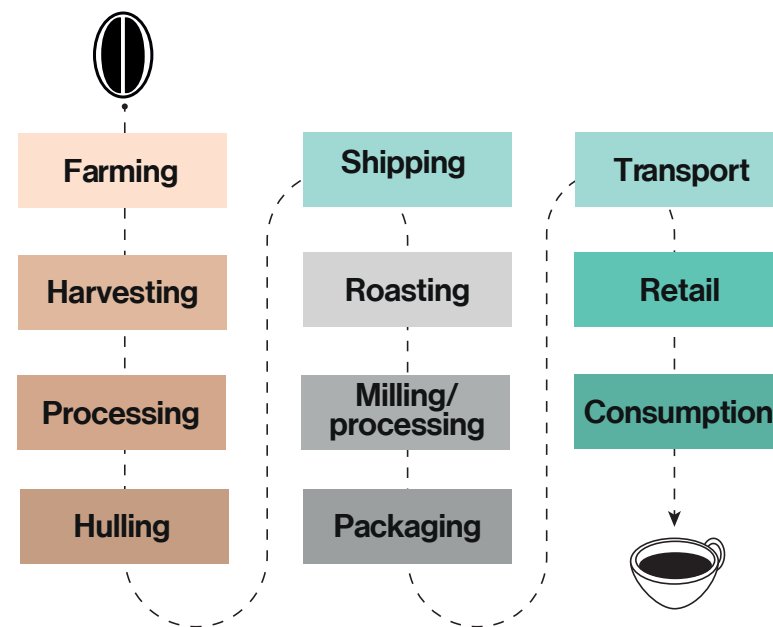 Farming
Harvesting
Processing
Hulling
Shipping
Roasting
Milling/
processing
Packaging
Transport
Retail
Consumption